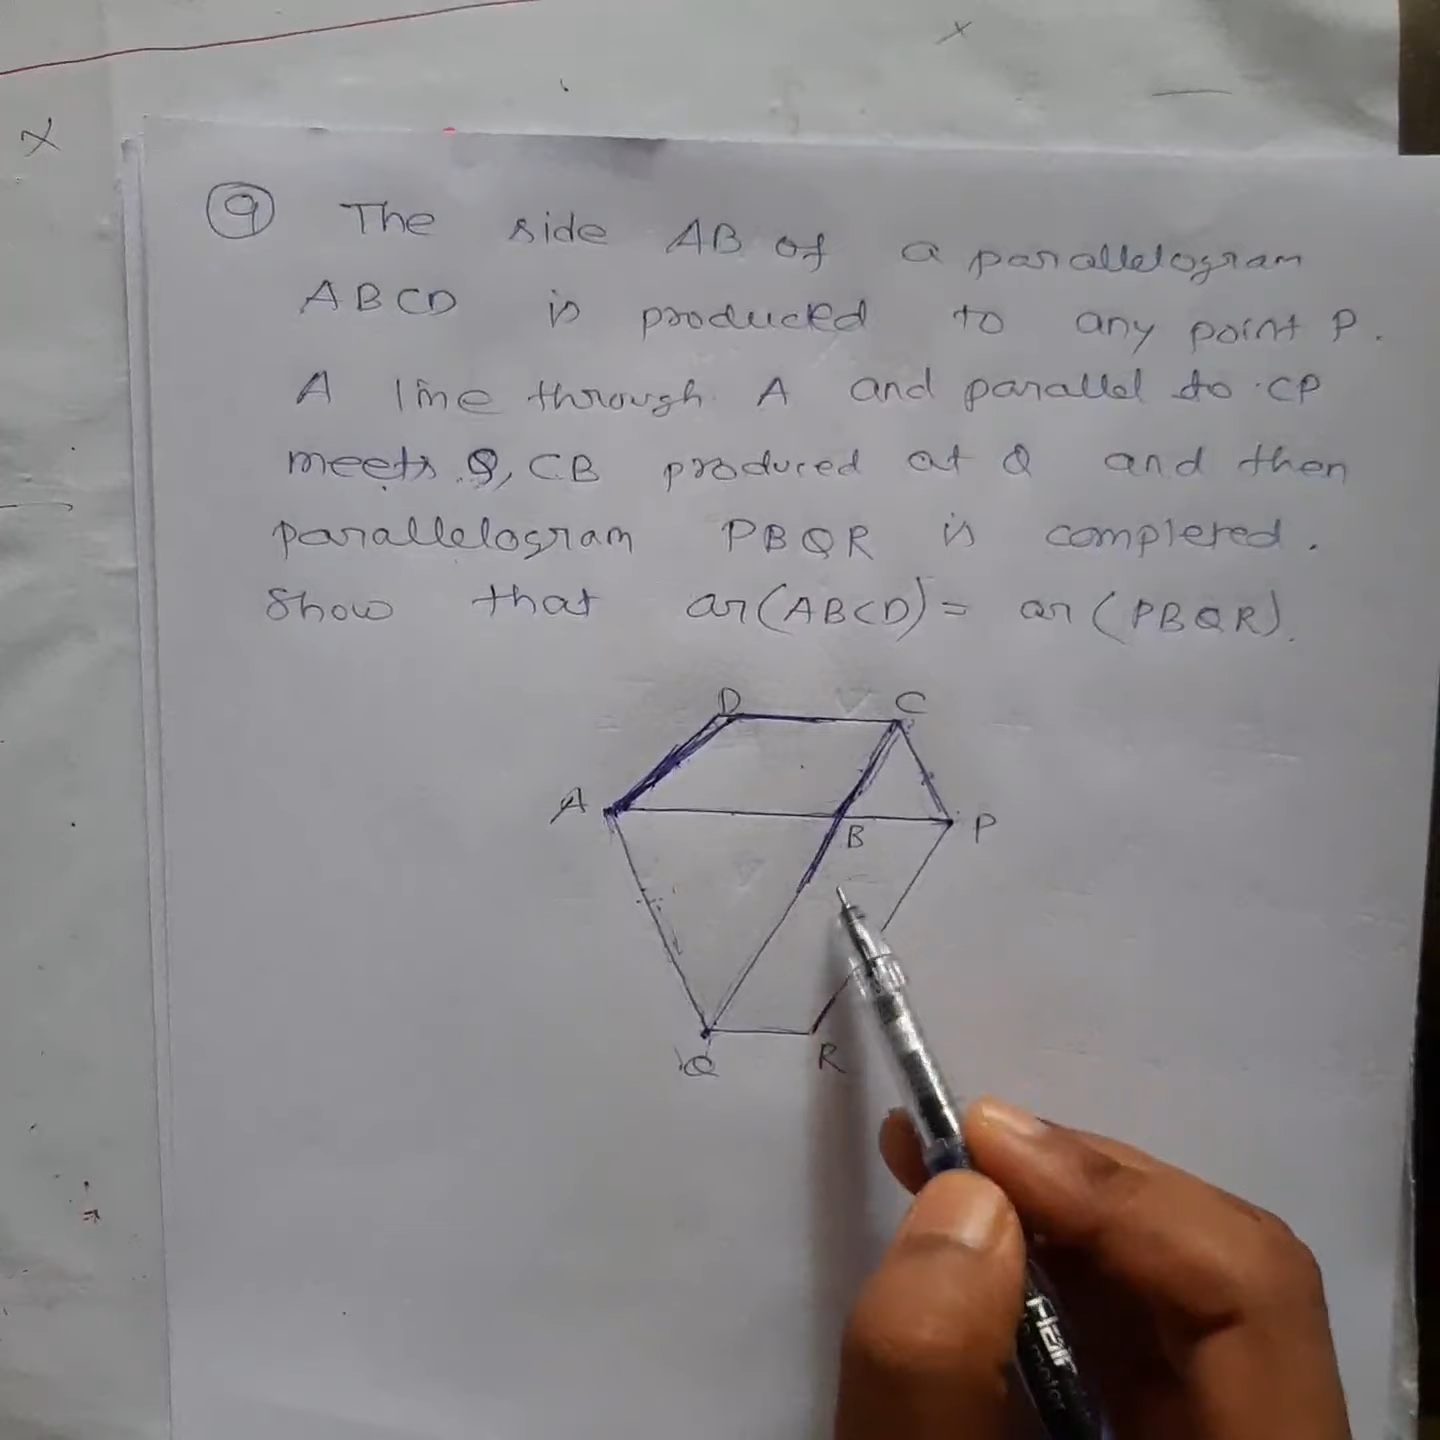 9 The side AB of a parallelogram
ABCD is produced to any point P.
A line through A and parallel to CP
meets Q, CB produced at Q and then
parallelogram PBQR is completed.
Show that ar(ABCD) = ar (PBQR).
D C
A B P
Q R